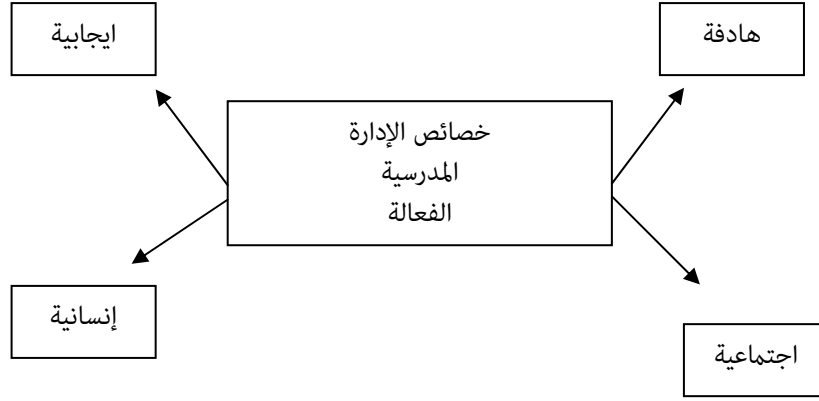 هادفة
ايجابية
خصائص الإدارة
المدرسية
الفعالة
إنسانية
اجتماعية